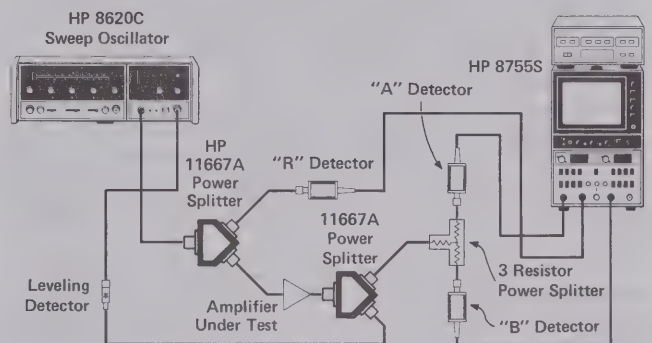 HP 8620C
Sweep Oscillator
HP 8755S
"A" Detector
HP
11667A
Power
Splitter
"R" Detector
11667A
Power
Splitter
3 Resistor
Power Splitter
Leveling
Detector
Amplifier
Under Test
"B" Detector